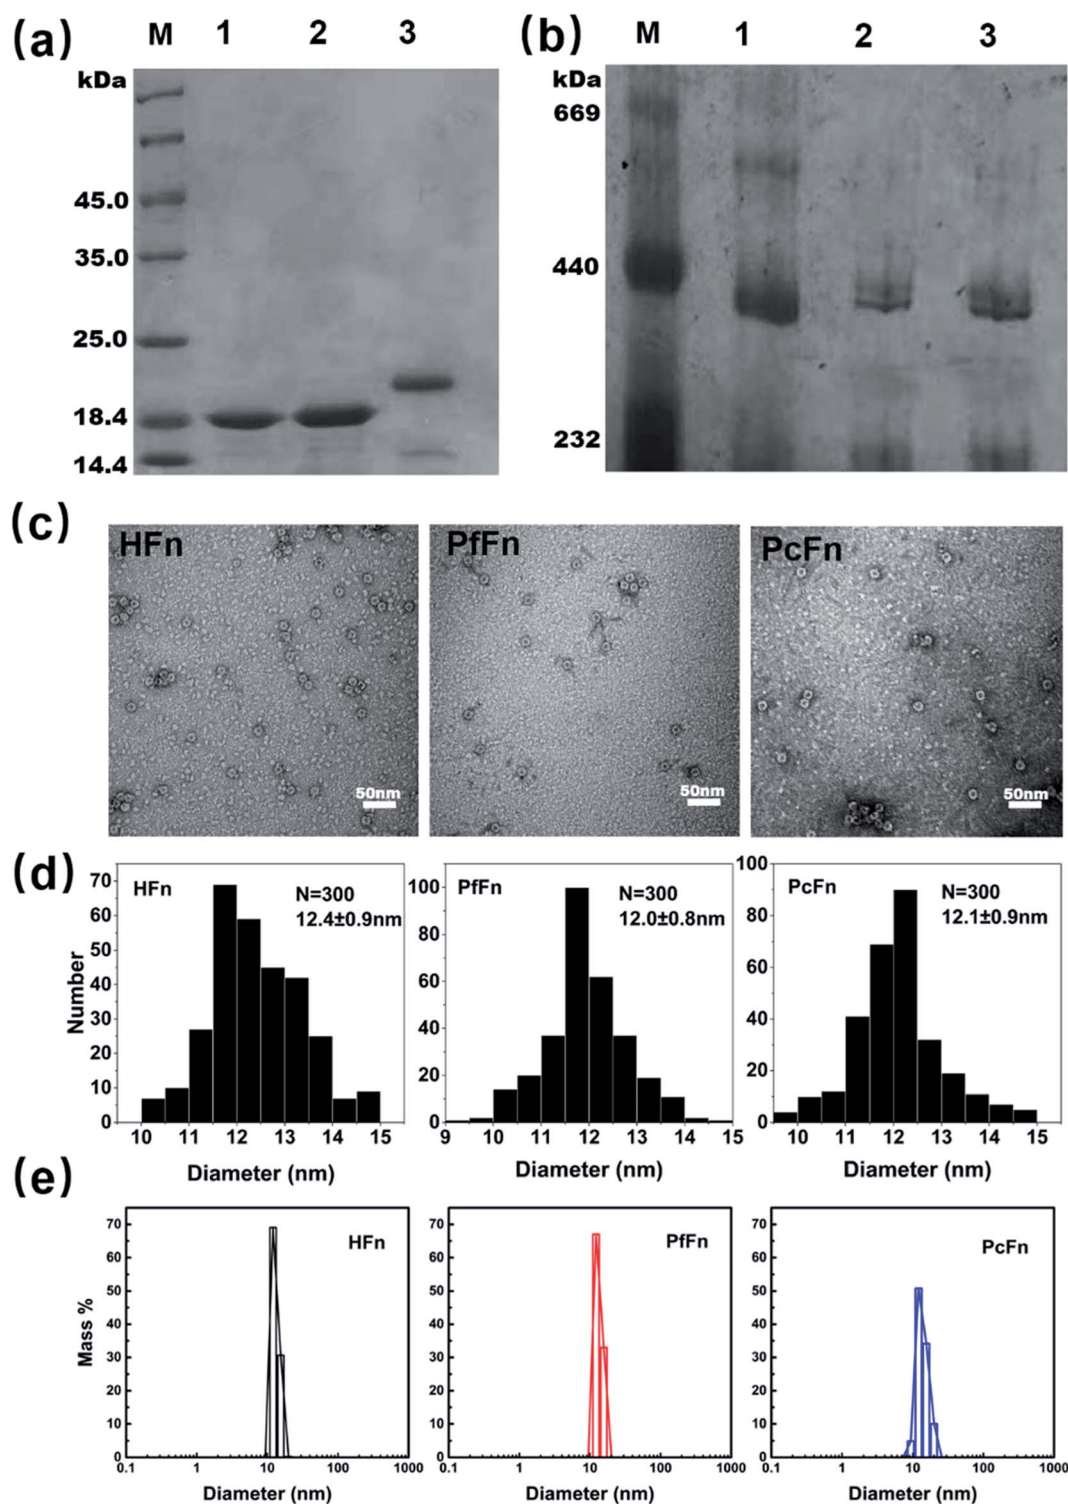 (a) M 1 2 3
kDa
45.0
35.0
25.0
18.4
14.4
(b) M 1 2 3
kDa
669
440
232
(c)
HFn
50nm
PfFn
50nm
PcFn
50nm
(d)
HFn
N=300
12.4±0.9nm
Number
70
60
50
40
30
20
10
0
10 11 12 13 14 15
Diameter (nm)
PfFn
N=300
12.0±0.8nm
100
80
60
40
20
0
9 10 11 12 13 14 15
Diameter (nm)
PcFn
N=300
12.1±0.9nm
100
80
60
40
20
0
10 11 12 13 14 15
Diameter (nm)
(e)
HFn
Mass %
70
60
50
40
30
20
10
0
0.1 1 10 100 1000
Diameter (nm)
PfFn
70
60
50
40
30
20
10
0
0.1 1 10 100 1000
Diameter (nm)
PcFn
70
60
50
40
30
20
10
0
0.1 1 10 100 1000
Diameter (nm)